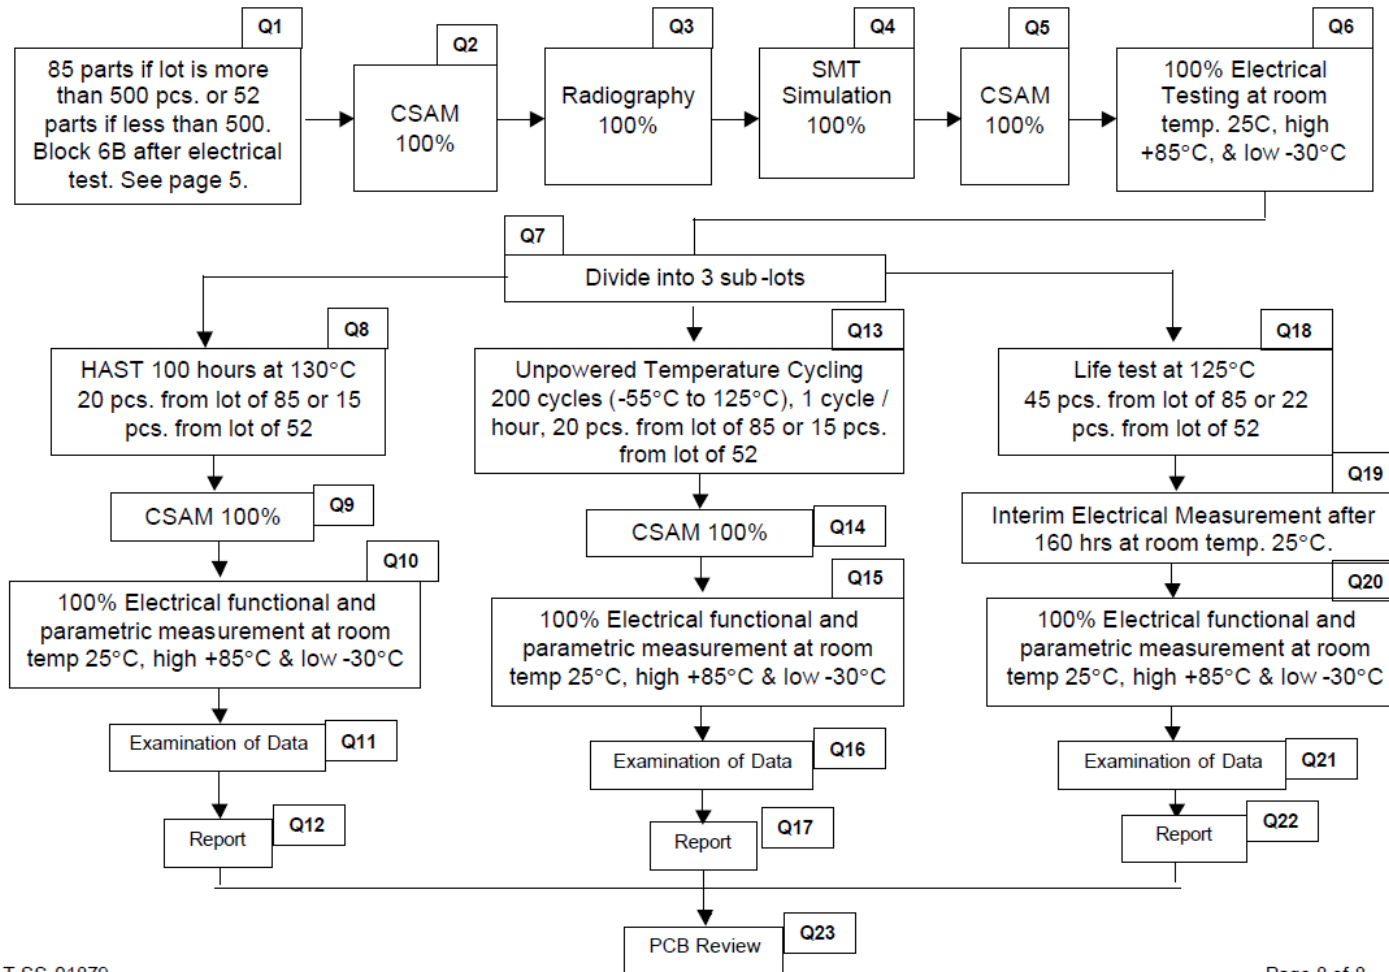 Q1
85 parts if lot is more
than 500 pcs. or 52
parts if less than 500.
Block 6B after electrical
test. See page 5.
Q2
CSAM
100%
Q3
Radiography
100%
Q4
SMT
Simulation
100%
Q5
CSAM
100%
Q6
100% Electrical
Testing at room
temp. 25C, high
+85°C, & low -30°C
Q7
Divide into 3 sub-lots
Q8
HAST 100 hours at 130°C
20 pcs. from lot of 85 or 15
pcs. from lot of 52
Q9
CSAM 100%
Q10
100% Electrical functional and
parametric measurement at room
temp 25°C, high +85°C & low -30°C
Q11
Examination of Data
Q12
Report
Q13
Unpowered Temperature Cycling
200 cycles (-55°C to 125°C), 1 cycle /
hour, 20 pcs. from lot of 85 or 15 pcs.
from lot of 52
Q14
CSAM 100%
Q15
100% Electrical functional and
parametric measurement at room
temp 25°C, high +85°C & low -30°C
Q16
Examination of Data
Q17
Report
Q18
Life test at 125°C
45 pcs. from lot of 85 or 22
pcs. from lot of 52
Q19
Interim Electrical Measurement after
160 hrs at room temp. 25°C.
Q20
100% Electrical functional and
parametric measurement at room
temp 25°C, high +85°C & low -30°C
Q21
Examination of Data
Q22
Report
Q23
PCB Review